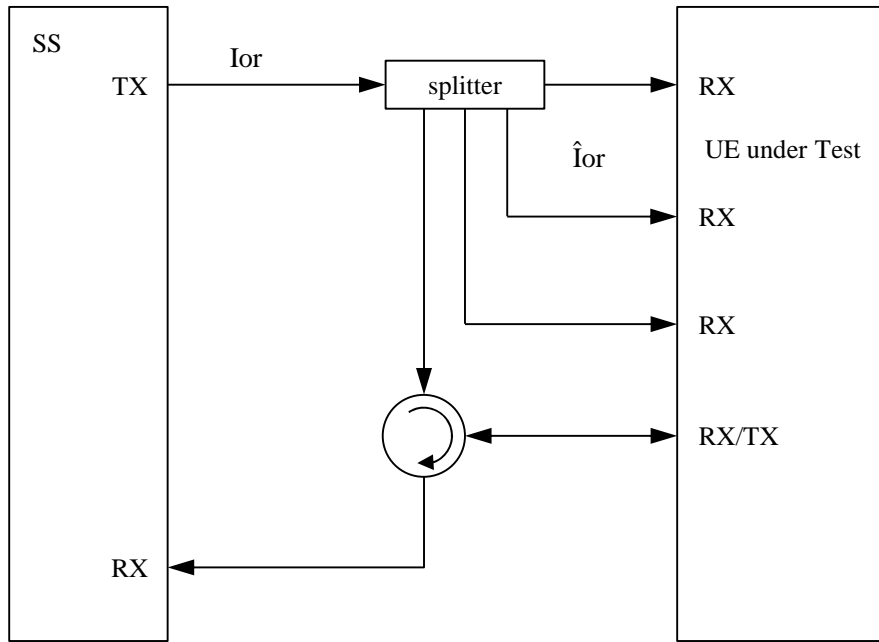 SS
Ior
TX
splitter
RX
UE under Test
Îor
RX
RX
RX/TX
RX